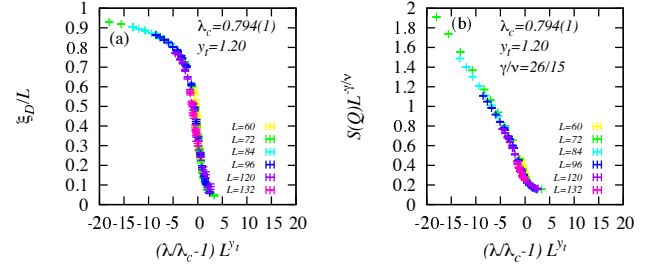 (a)
λc=0.794(1)
yt=1.20
ξD/L
1
0.9
0.8
0.7
0.6
0.5
0.4
0.3
0.2
0.1
0
L=60
L=72
L=84
L=96
L=120
L=132
-20 -15 -10 -5 0 5 10 15 20
(λ/λc-1) L^yt
(b)
λc=0.794(1)
yt=1.20
γ/ν=26/15
S(Q)L^-γ/ν
2
1.8
1.6
1.4
1.2
1
0.8
0.6
0.4
0.2
0
L=60
L=72
L=84
L=96
L=120
L=132
-20 -15 -10 -5 0 5 10 15 20
(λ/λc-1) L^yt